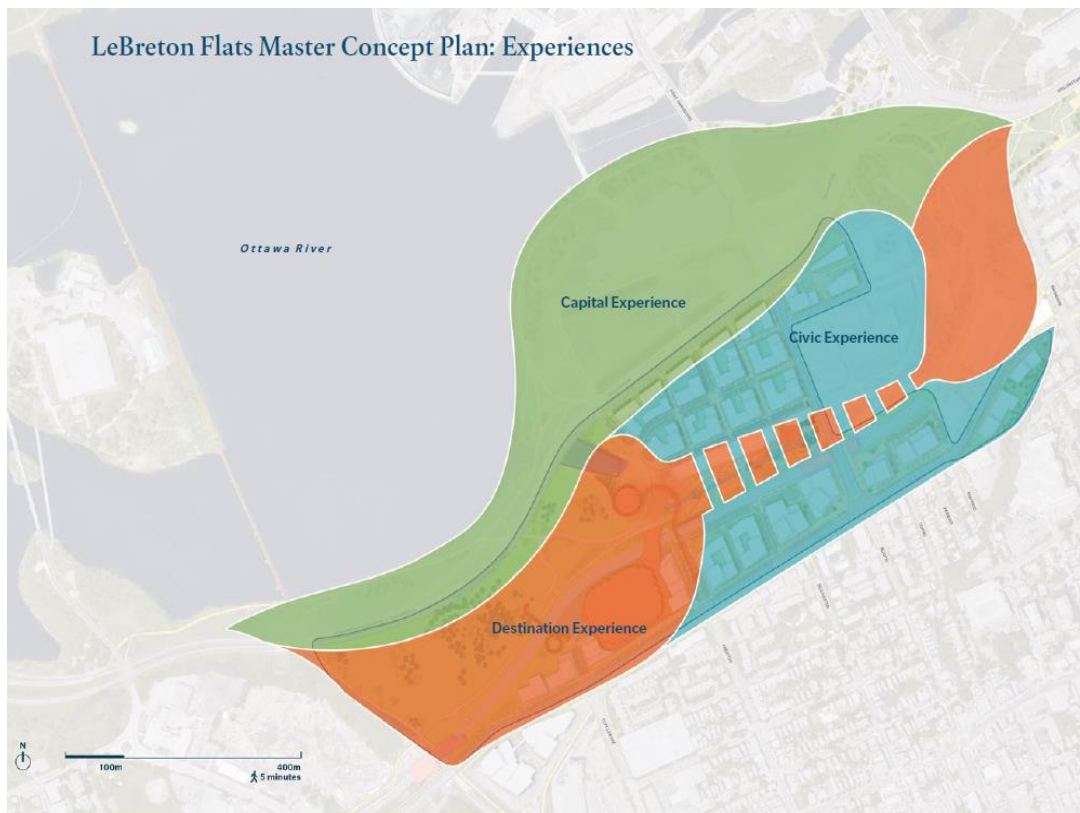 LeBreton Flats Master Concept Plan: Experiences
Ottawa River
Capital Experience
Civic Experience
Destination Experience
N
100m
400m
5 minutes